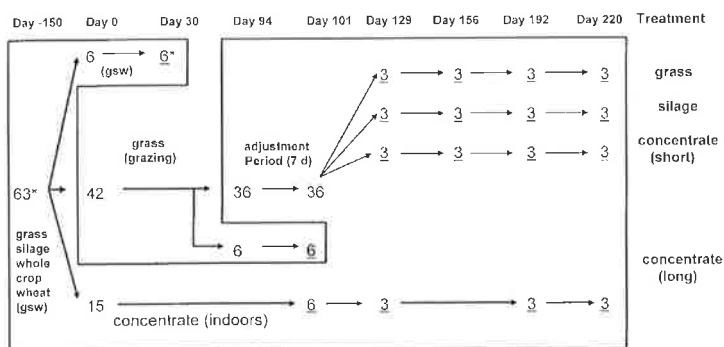 Day -150 Day 0 Day 30 Day 94 Day 101 Day 129 Day 156 Day 192 Day 220 Treatment
6 6*
(gsw)
3 3 3 3 grass
3 3 3 3 silage
grass
(grazing)
adjustment
Period (7 d)
3 3 3 3 concentrate
(short)
63* 42 36 36
6 6
grass
silage
whole
crop
wheat
(gsw)
concentrate
(long)
15 6 3 3 3
concentrate (indoors)